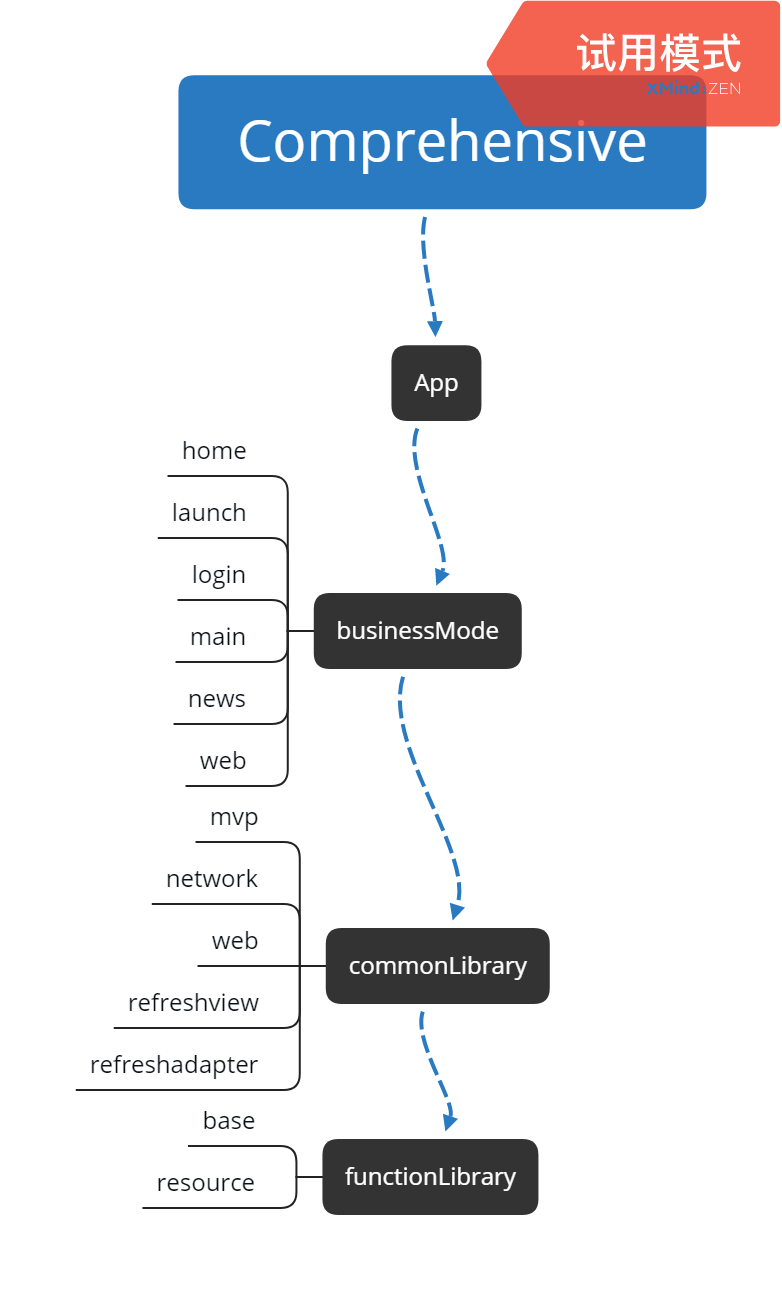 试用模式
XMind:ZEN
Comprehensive
App
home
launch
login
main
news
web
businessMode
mvp
network
web
refreshview
refreshadapter
commonLibrary
base
resource
functionLibrary